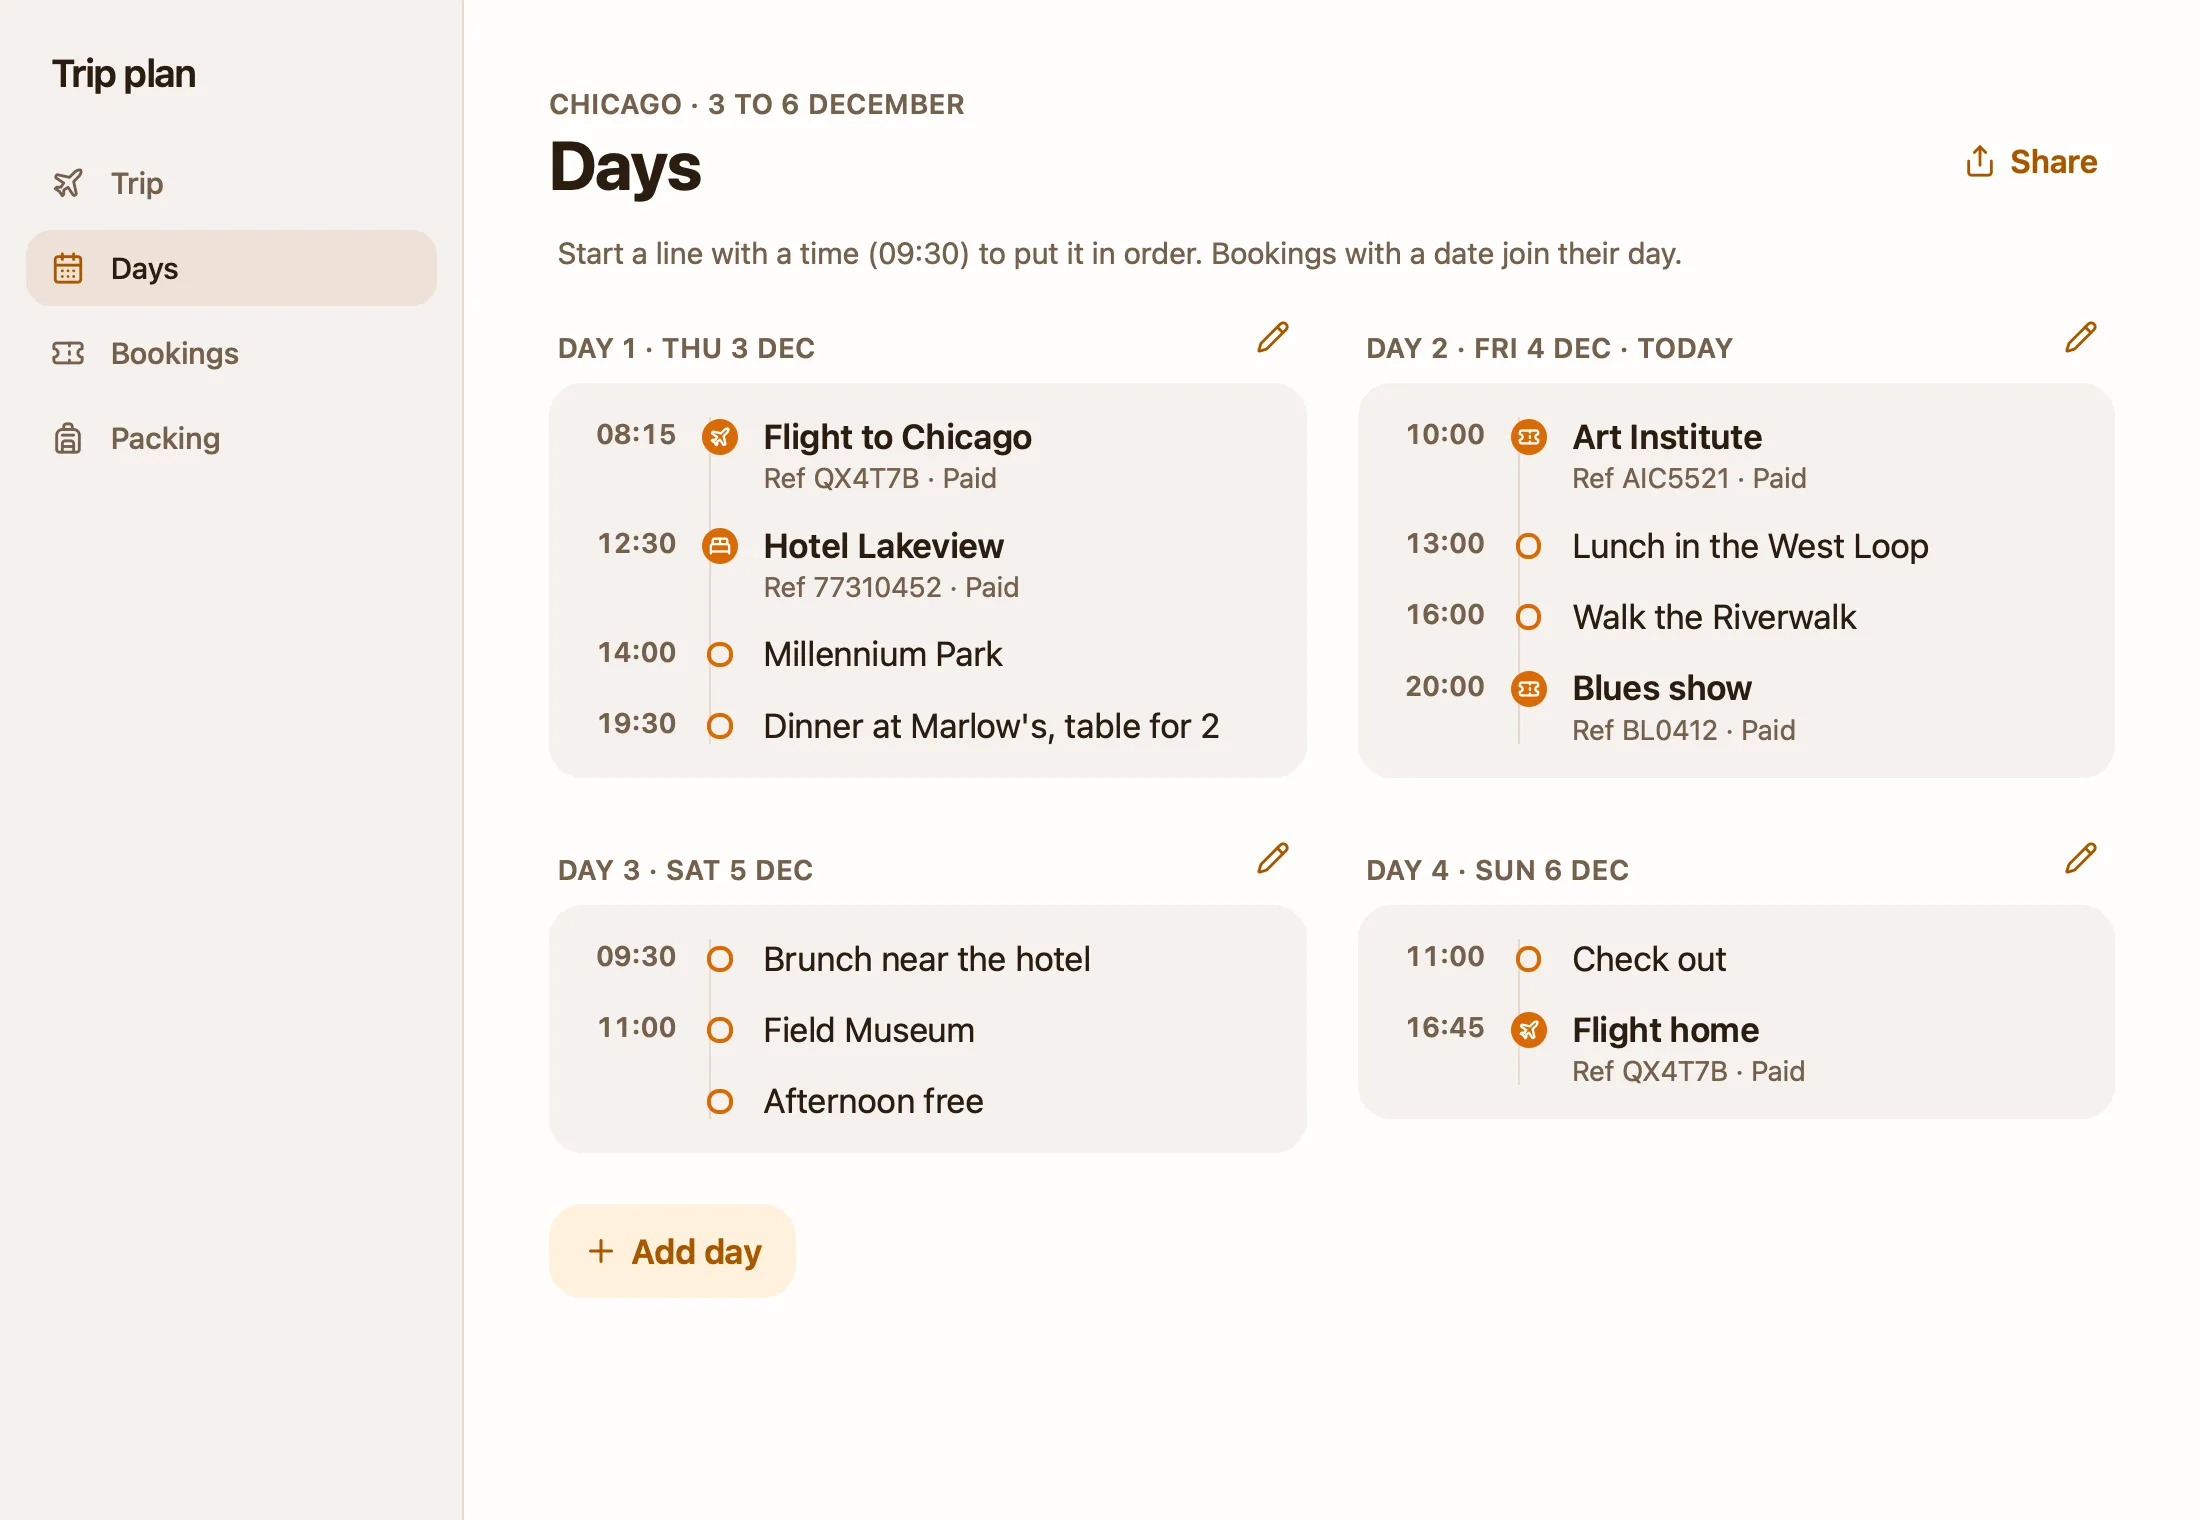 Trip plan
Trip
Days
Bookings
Packing
CHICAGO · 3 TO 6 DECEMBER
Days
Share
Start a line with a time (09:30) to put it in order. Bookings with a date join their day.
DAY 1 · THU 3 DEC
08:15 Flight to Chicago
Ref QX4T7B · Paid
12:30 Hotel Lakeview
Ref 77310452 · Paid
14:00 Millennium Park
19:30 Dinner at Marlow's, table for 2
DAY 2 · FRI 4 DEC · TODAY
10:00 Art Institute
Ref AIC5521 · Paid
13:00 Lunch in the West Loop
16:00 Walk the Riverwalk
20:00 Blues show
Ref BL0412 · Paid
DAY 3 · SAT 5 DEC
09:30 Brunch near the hotel
11:00 Field Museum
Afternoon free
DAY 4 · SUN 6 DEC
11:00 Check out
16:45 Flight home
Ref QX4T7B · Paid
+ Add day